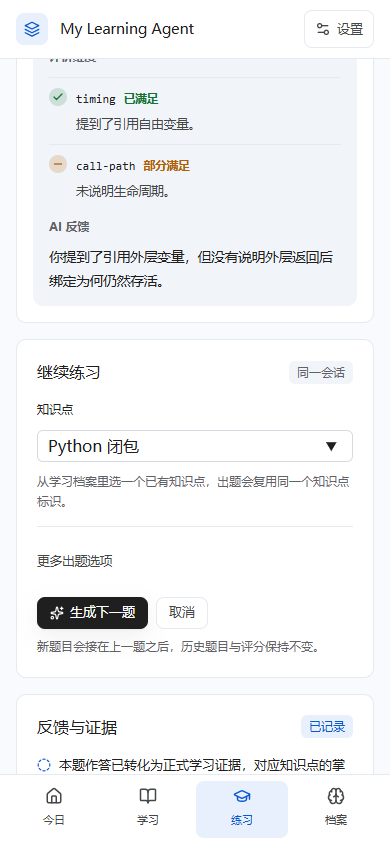 My Learning Agent
设置
评价维度
timing 已满足
提到了引用自由变量。
call-path 部分满足
未说明生命周期。
AI 反馈
你提到了引用外层变量，但没有说明外层返回后
绑定为何仍然存活。
继续练习
同一会话
知识点
Python 闭包
从学习档案里选一个已有知识点，出题会复用同一个知识点
标识。
更多出题选项
生成下一题
取消
新题目会接在上一题之后，历史题目与评分保持不变。
反馈与证据
已记录
本题作答已转化为正式学习证据，对应知识点的掌
今日
学习
练习
档案